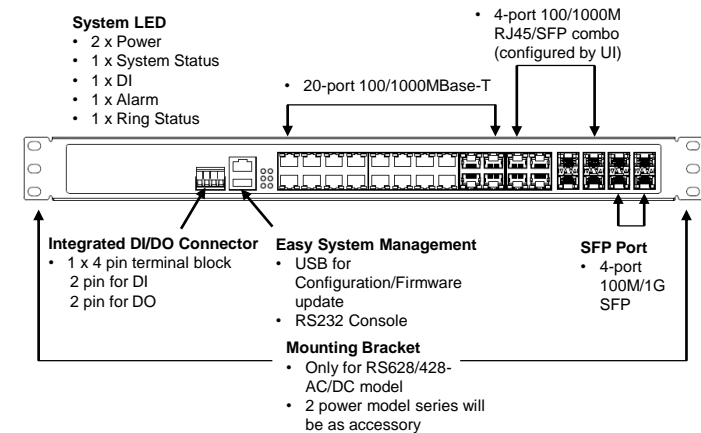 System LED
• 2 x Power
• 1 x System Status
• 1 x DI
• 1 x Alarm
• 1 x Ring Status
• 20-port 100/1000MBase-T
• 4-port 100/1000M
RJ45/SFP combo
(configured by UI)
Integrated DI/DO Connector
• 1 x 4 pin terminal block
2 pin for DI
2 pin for DO
Easy System Management
• USB for
Configuration/Firmware
update
• RS232 Console
SFP Port
• 4-port
100M/1G
SFP
Mounting Bracket
• Only for RS628/428-
AC/DC model
• 2 power model series will
be as accessory